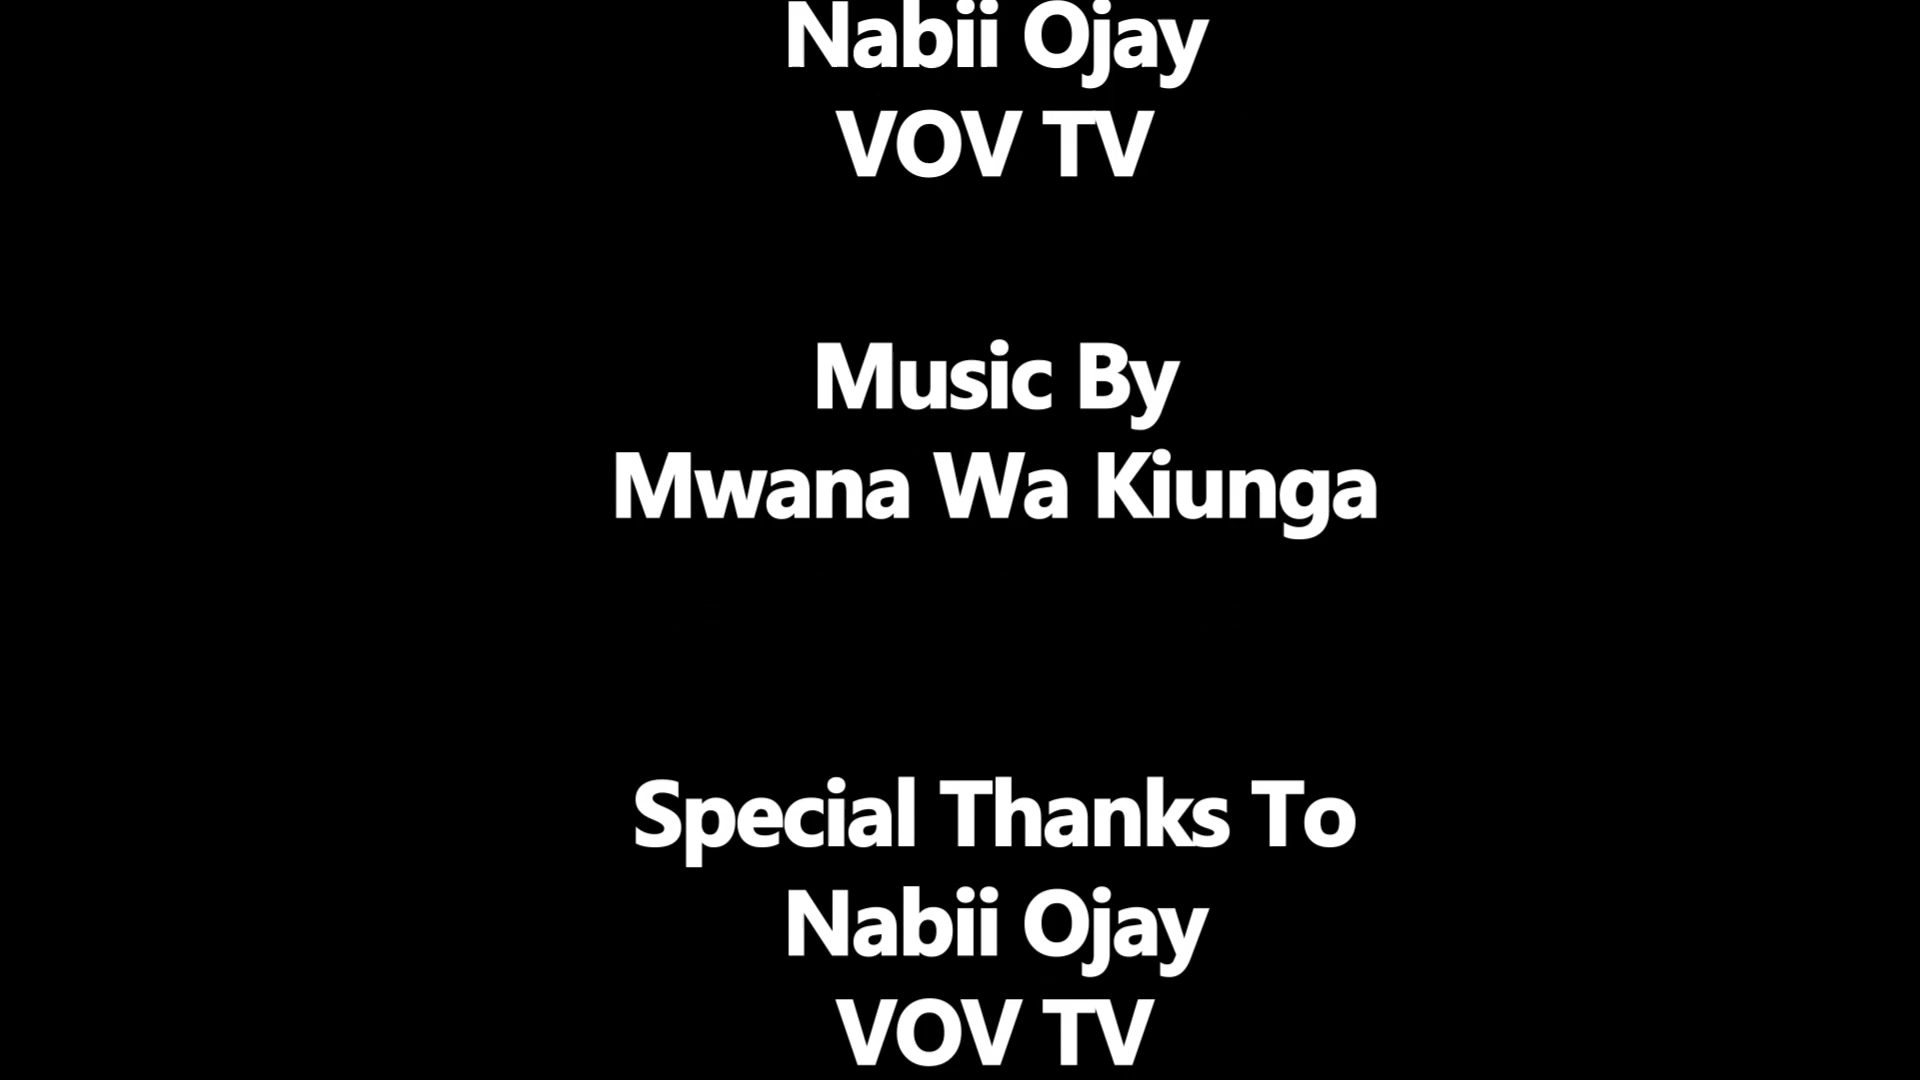 Nabii Ojay
VOV TV
Music By
Mwana Wa Kiunga
Special Thanks To
Nabii Ojay
VOV TV